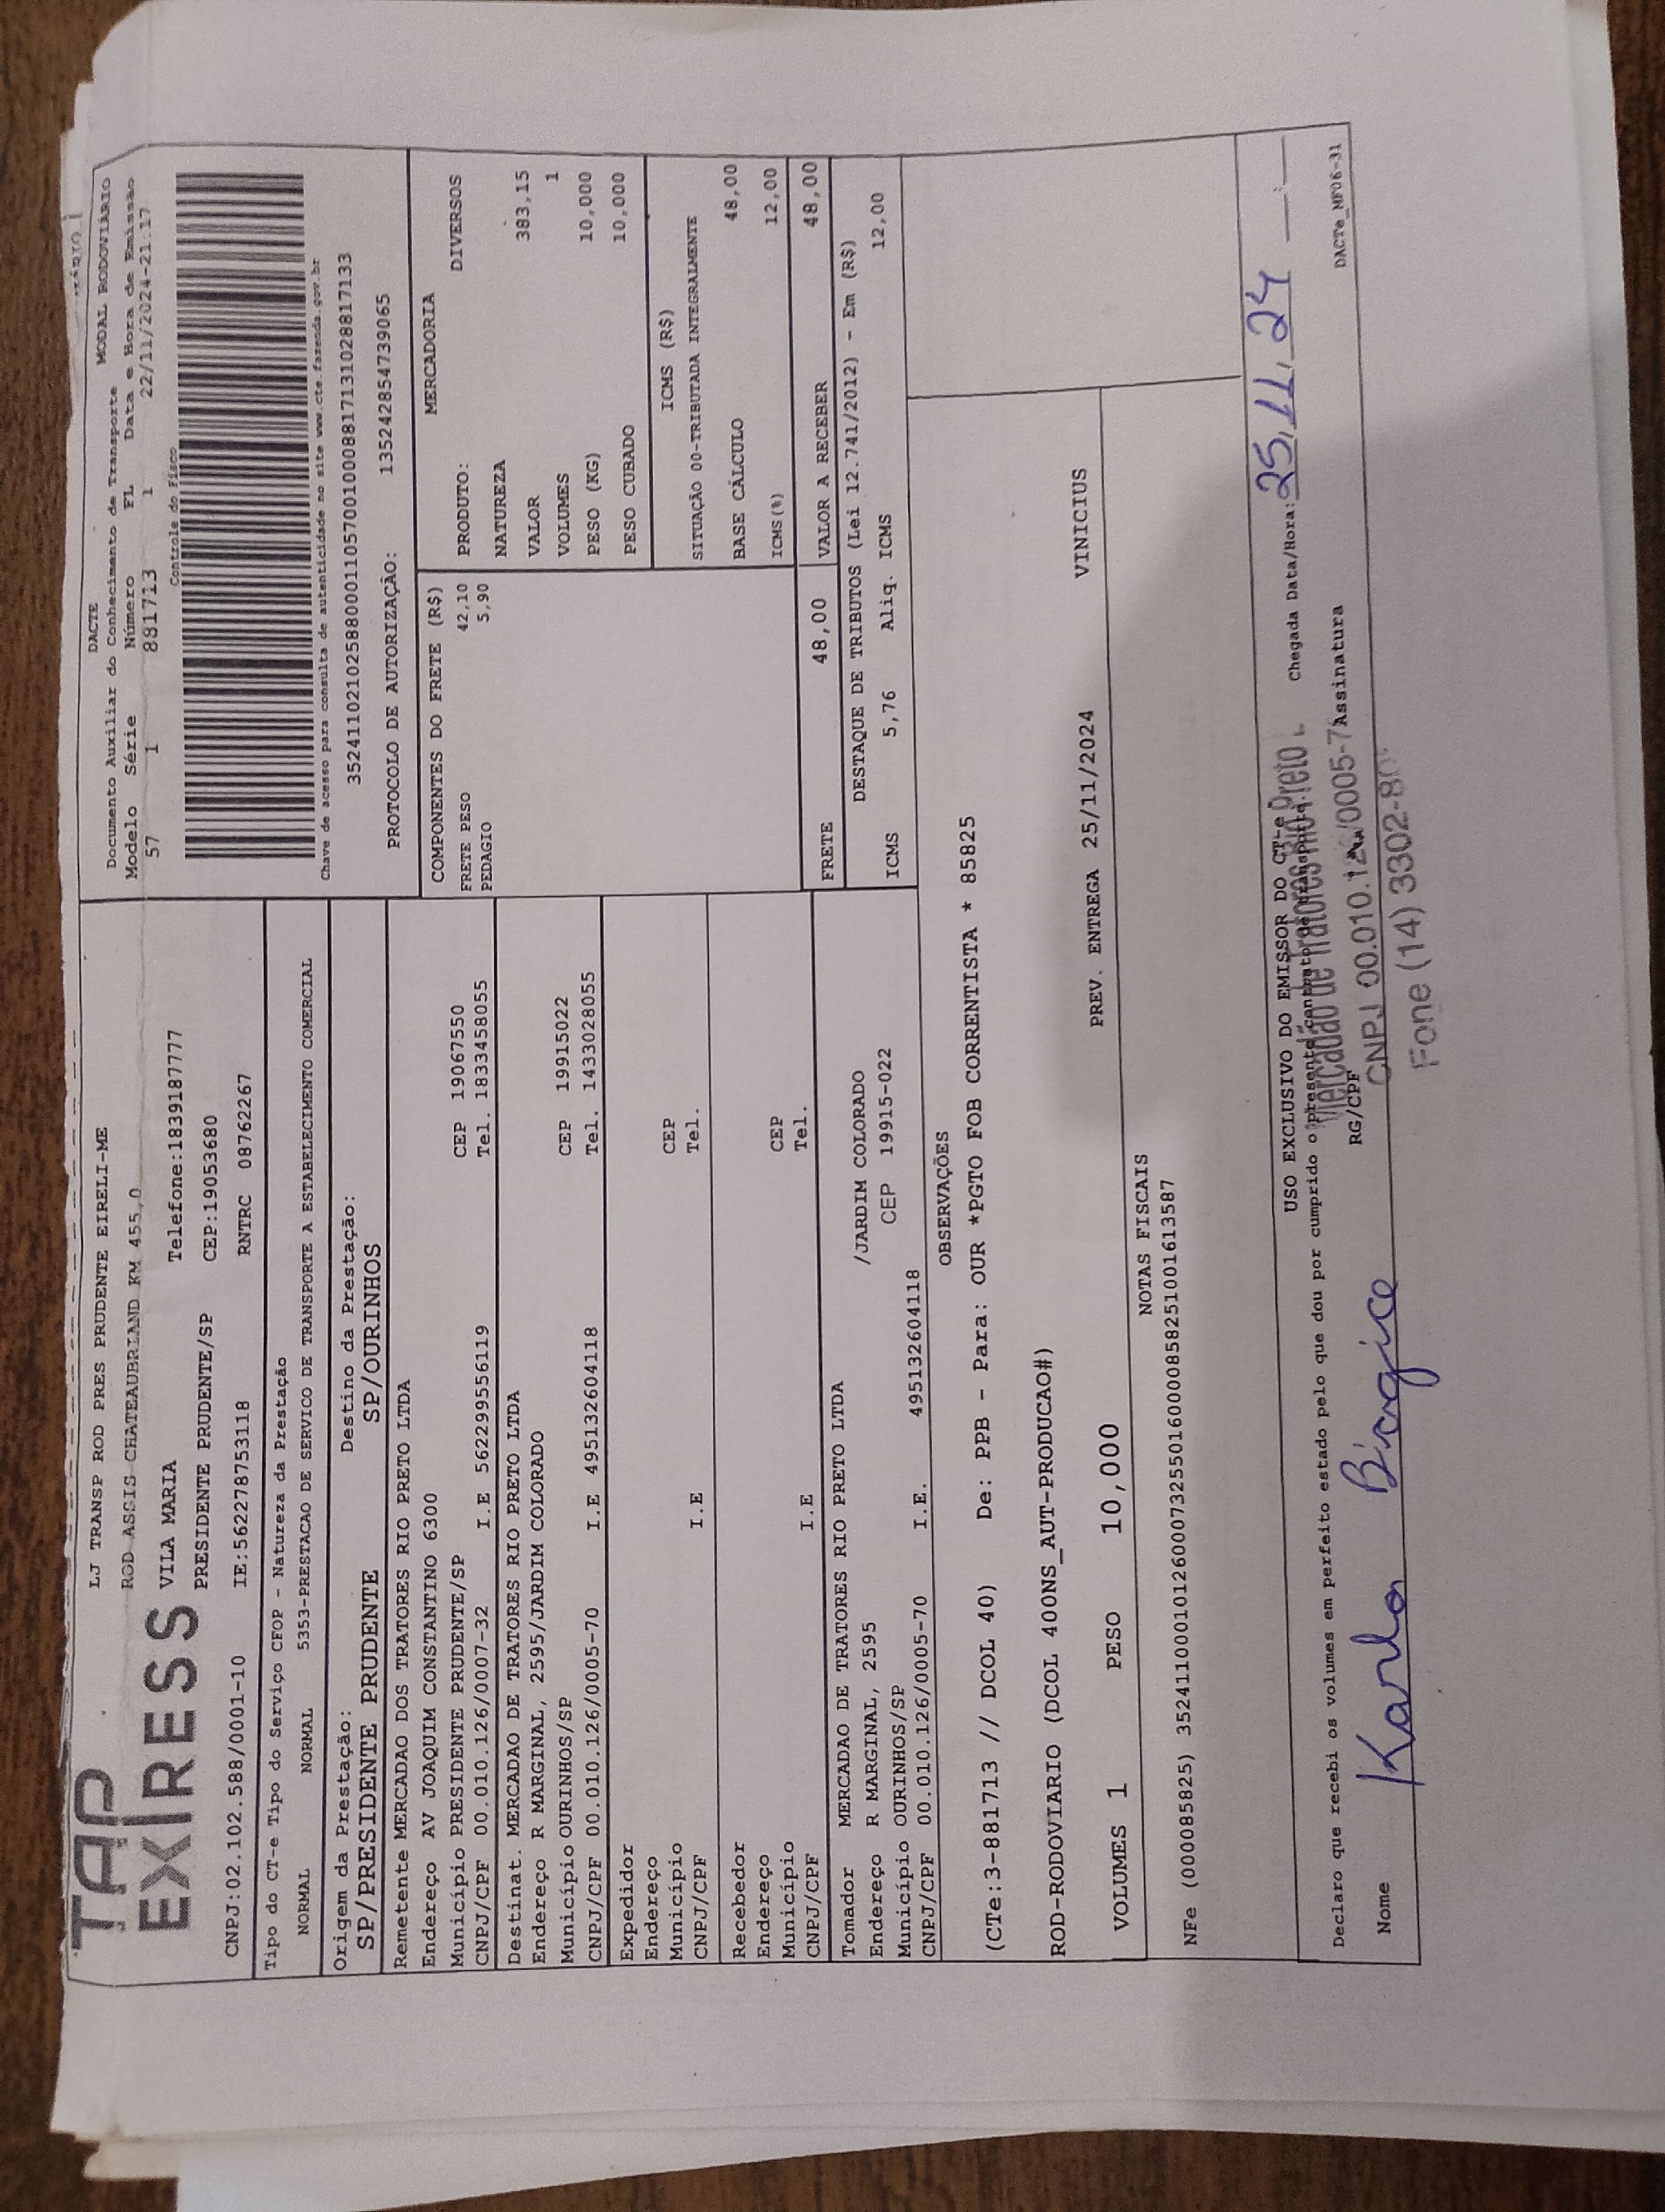 TAP
EXPRESS
LJ TRANSP ROD PRES PRUDENTE EIRELI-ME
ROD ASSIS CHATEAUBRIAND KM 455,0
VILA MARIA Telefone:1839187777
PRESIDENTE PRUDENTE/SP CEP:19053680
CNPJ:02.102.588/0001-10 IE:562278753118 RNTRC 08762267
DACTE
Documento Auxiliar do Conhecimento de Transporte MODAL RODOVIÁRIO
Modelo Série Número FL Data e Hora de Emissão
57 1 881713 1 22/11/2024-21:17
Controle do Fisco
Chave de acesso para consulta de autenticidade no site www.cte.fazenda.gov.br
35241102102588000110570010008817131028817133
PROTOCOLO DE AUTORIZAÇÃO: 135242854739065
Tipo do CT-e Tipo do Serviço CFOP - Natureza da Prestação
NORMAL NORMAL 5353-PRESTACAO DE SERVICO DE TRANSPORTE A ESTABELECIMENTO COMERCIAL
Origem da Prestação: Destino da Prestação:
SP/PRESIDENTE PRUDENTE SP/OURINHOS
Remetente MERCADAO DOS TRATORES RIO PRETO LTDA
Endereço AV JOAQUIM CONSTANTINO 6300
Município PRESIDENTE PRUDENTE/SP CEP 19067550
CNPJ/CPF 00.010.126/0007-32 I.E 562299556119 Tel. 1833458055
Destinat. MERCADAO DE TRATORES RIO PRETO LTDA
Endereço R MARGINAL, 2595/JARDIM COLORADO
Município OURINHOS/SP CEP 19915022
CNPJ/CPF 00.010.126/0005-70 I.E 495132604118 Tel. 1433028055
Expedidor
Endereço
Município CEP
CNPJ/CPF I.E Tel.
Recebedor
Endereço
Município CEP
CNPJ/CPF I.E Tel.
Tomador MERCADAO DE TRATORES RIO PRETO LTDA
Endereço R MARGINAL, 2595 /JARDIM COLORADO
Município OURINHOS/SP CEP 19915-022
CNPJ/CPF 00.010.126/0005-70 I.E. 495132604118
COMPONENTES DO FRETE (R$)
FRETE PESO 42,10
PEDAGIO 5,90
MERCADORIA
PRODUTO: DIVERSOS
NATUREZA
VALOR 383,15
VOLUMES 1
PESO (KG) 10,000
PESO CUBADO 10,000
ICMS (R$)
SITUAÇÃO 00-TRIBUTADA INTEGRALMENTE
BASE CÁLCULO 48,00
ICMS(%) 12,00
FRETE 48,00 VALOR A RECEBER 48,00
DESTAQUE DE TRIBUTOS (Lei 12.741/2012) - Em (R$)
ICMS 5,76 Aliq. ICMS 12,00
OBSERVAÇÕES
(CTe:3-881713 // DCOL 40) De: PPB - Para: OUR *PGTO FOB CORRENTISTA * 85825
ROD-RODOVIARIO (DCOL 400NS_AUT-PRODUCAO#)
VOLUMES 1 PESO 10,000 PREV. ENTREGA 25/11/2024 VINICIUS
NOTAS FISCAIS
NFe (000085825) 35241100010126000732550160000858251001613587
USO EXCLUSIVO DO EMISSOR DO CT-e
Declaro que recebi os volumes em perfeito estado pelo que dou por cumprido o presente contrato de transporte. Chegada Data/Hora: 25/11/24
Nome Karla RG/CPF Assinatura
Mercadão de Tratores Rio Preto
CNPJ 00.010.126/0005-7
Fone (14) 3302-80
DACTe_MF06-31